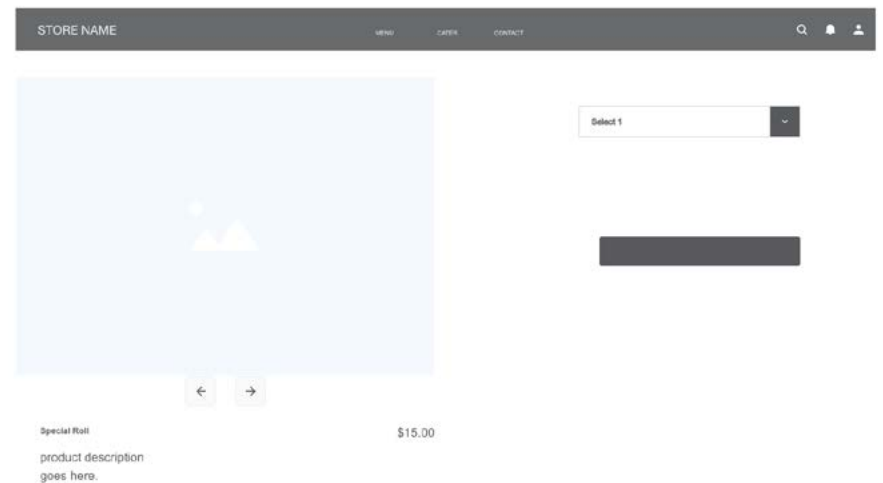 STORE NAME
MENU
CATER
CONTACT
Select 1
Special Roll
$15.00
product description
goes here.